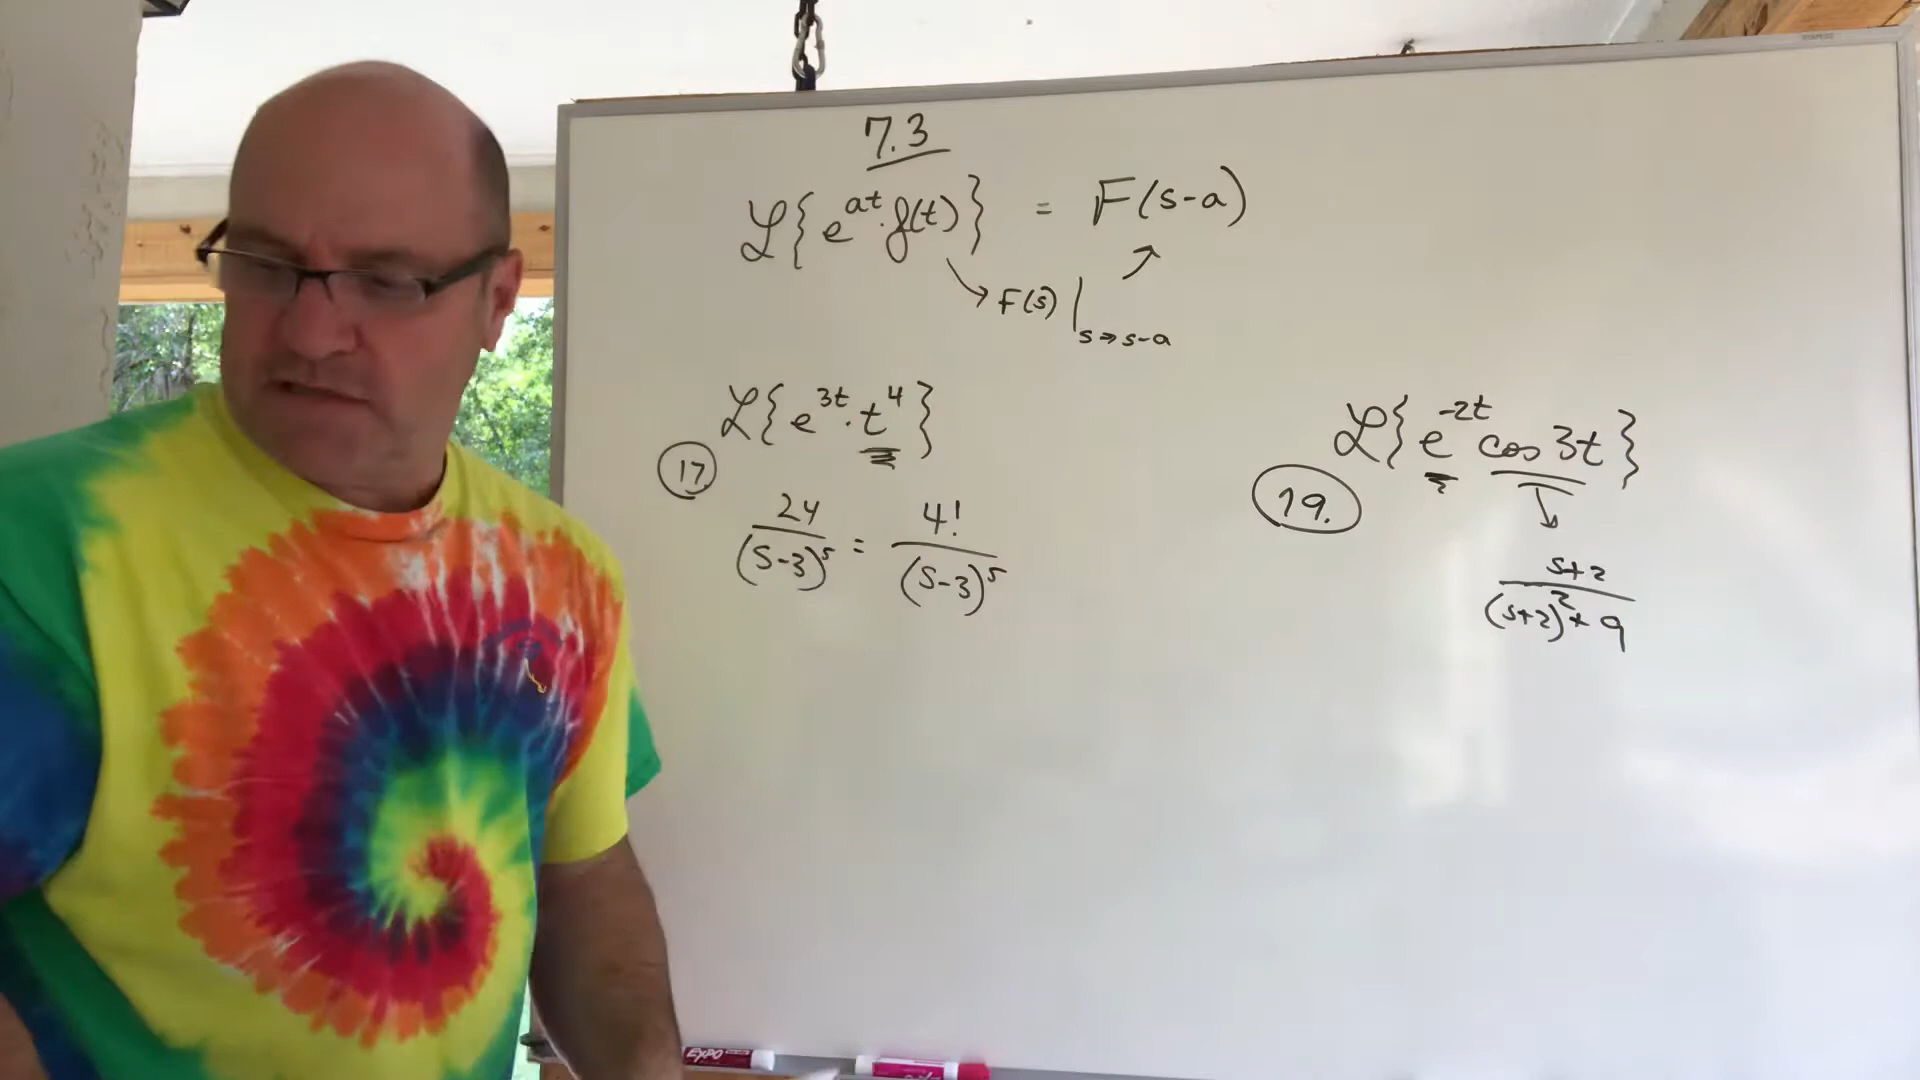 7.3
ℒ{e^{at}·f(t)} = F(s-a)
F(s)|_{s→s-a}
ℒ{e^{3t}·t^4}
17
24/(s-3)^5 = 4!/(s-3)^5
ℒ{e^{-2t} cos 3t}
19.
s+2/(s+2)^2+9
EXPO